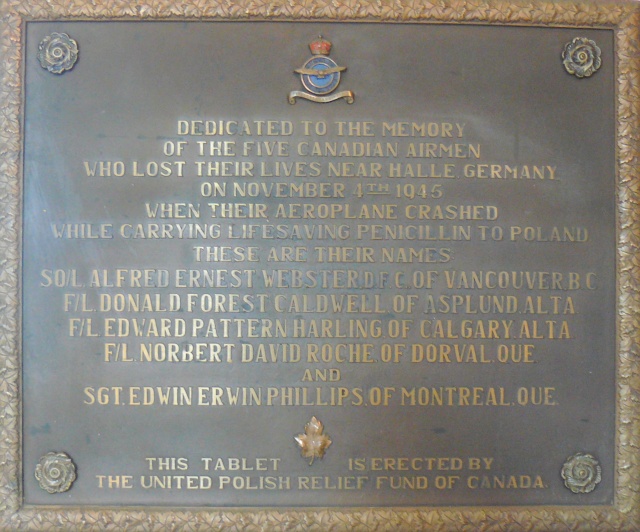 DEDICATED TO THE MEMORY
OF THE FIVE CANADIAN AIRMEN
WHO LOST THEIR LIVES NEAR HALLE, GERMANY,
ON NOVEMBER 4TH 1945
WHEN THEIR AEROPLANE CRASHED
WHILE CARRYING LIFESAVING PENICILLIN TO POLAND
THESE ARE THEIR NAMES
SQ/L. ALFRED ERNEST WEBSTER.D.F.C. OF VANCOUVER, B.C
F/L. DONALD. FOREST CALDWELL, OF ASPLUND, ALTA
F/L. EDWARD PATTERN HARLING, OF CALGARY, ALTA
F/L. NORBERT DAVID ROCHE, OF DORVAL, QUE
AND
SGT. EDWIN ERWIN PHILLIPS, OF MONTREAL, QUE.
THIS TABLET IS ERECTED BY
THE UNITED POLISH RELIEF FUND OF CANADA.